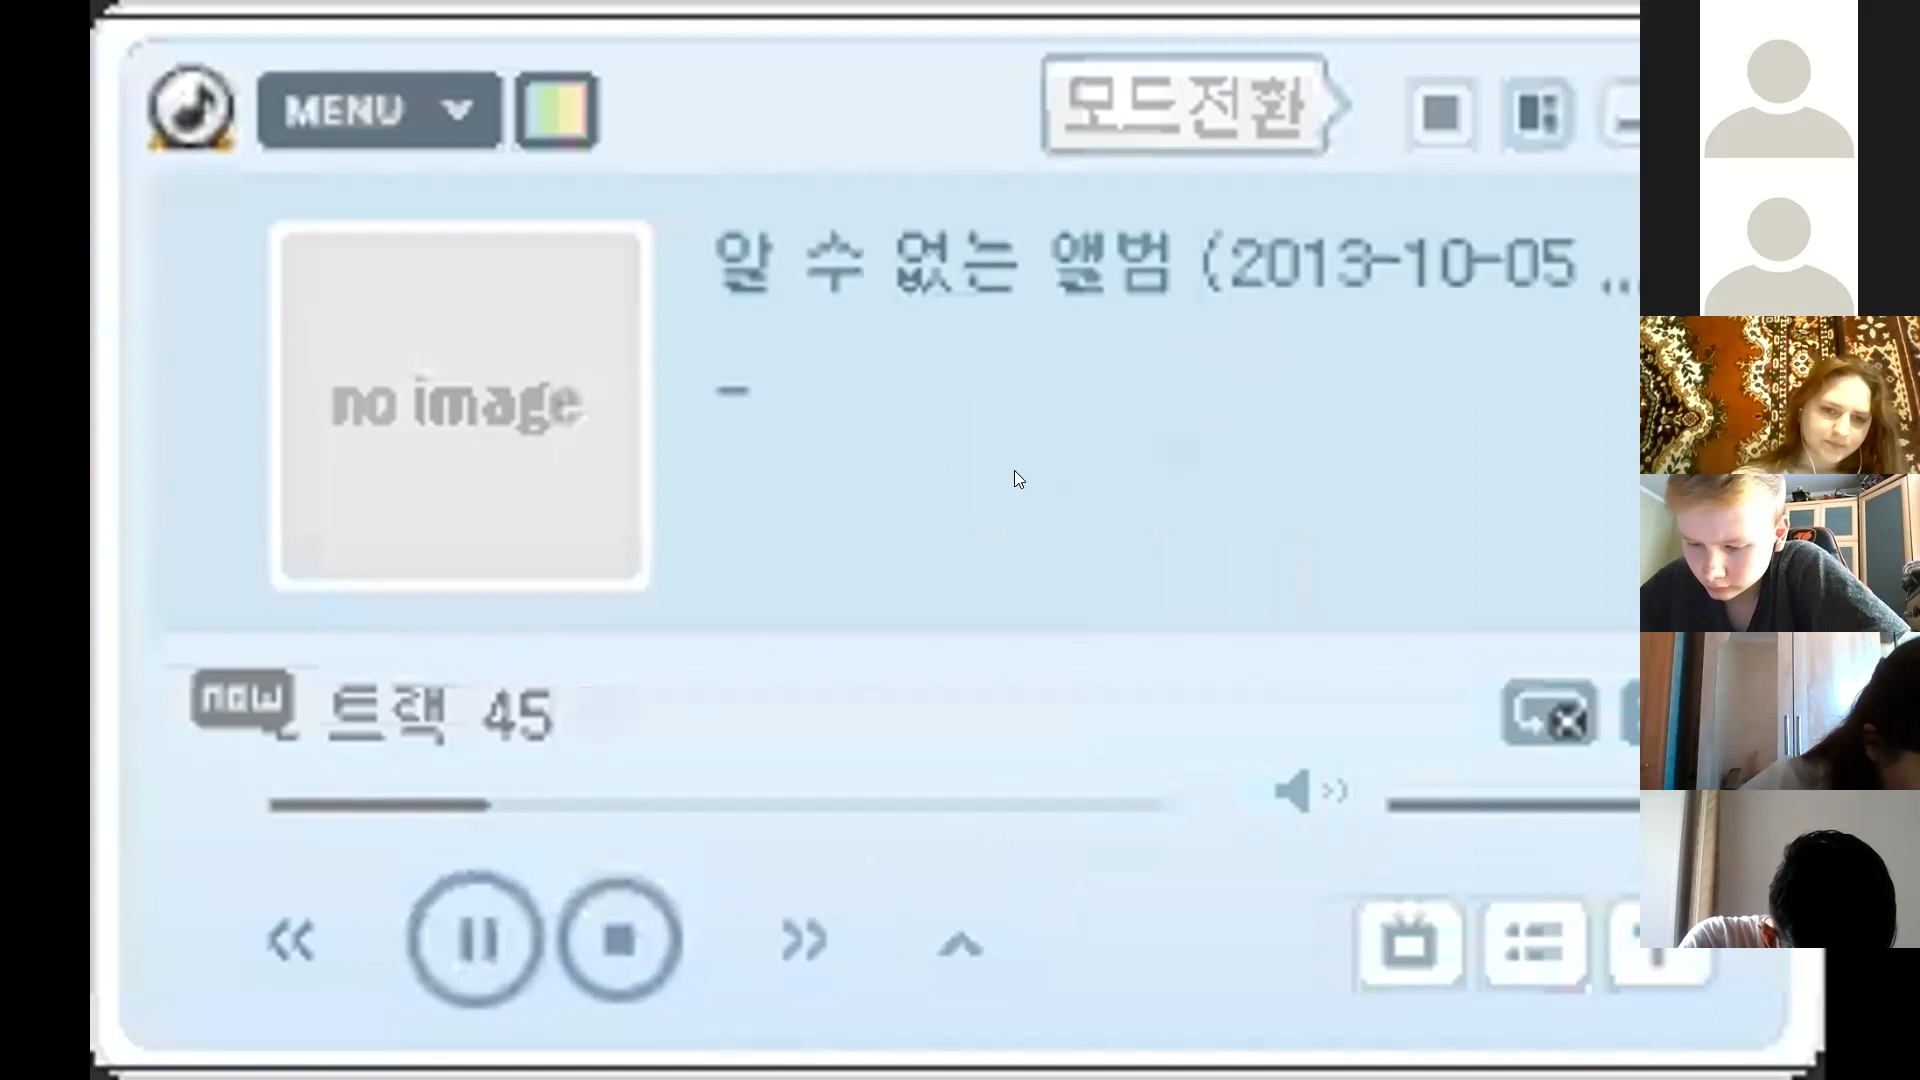 MENU
모드전환
알 수 없는 앨범 (2013-10-05 ...
no image
-
now 트랙 45